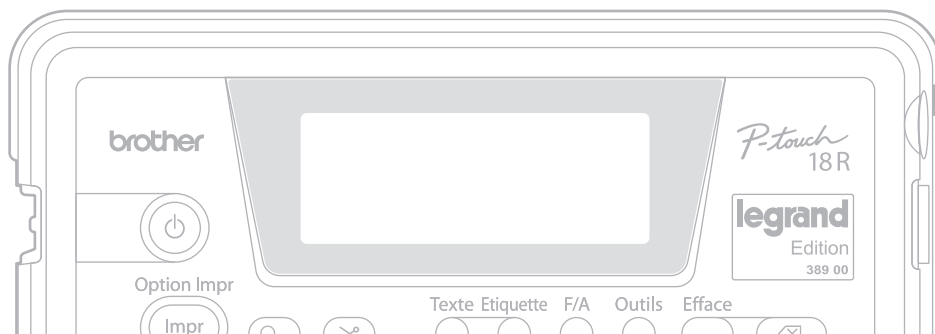 brother
P-touch
18R
legrand
Edition
389 00
Option Impr
Impr
Texte Etiquette F/A Outils Efface